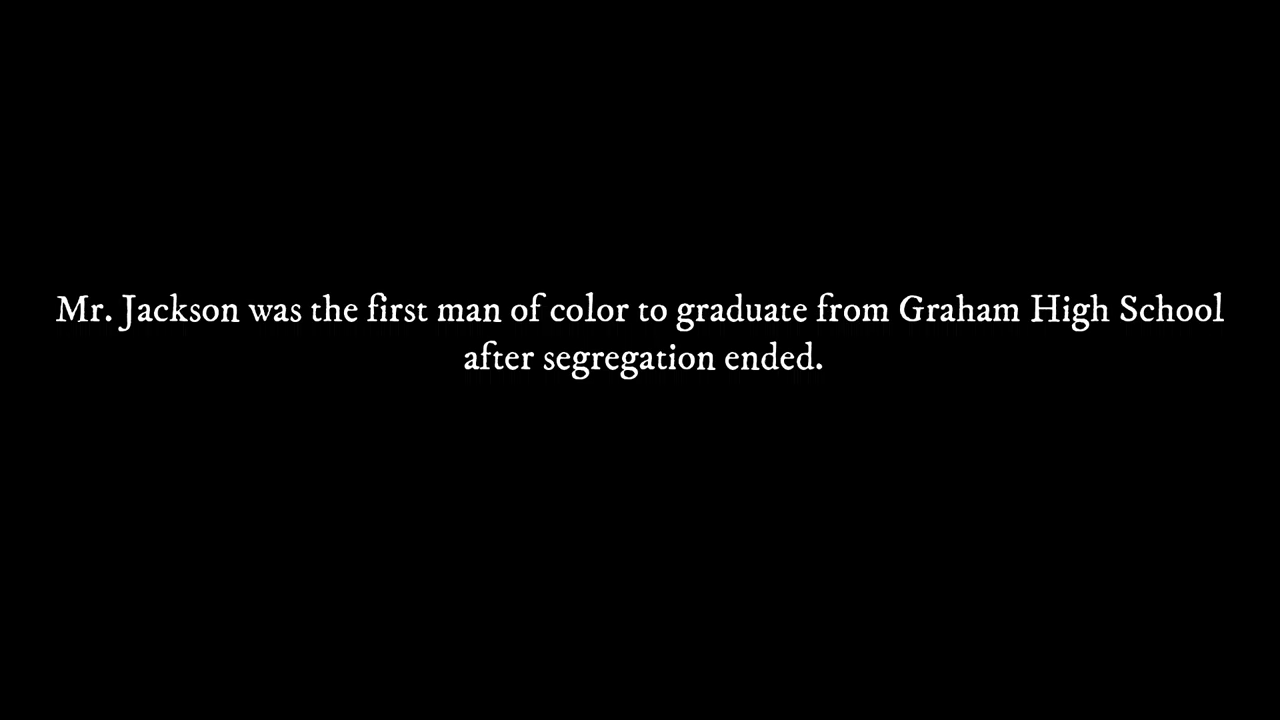 Mr. Jackson was the first man of color to graduate from Graham High School
after segregation ended.